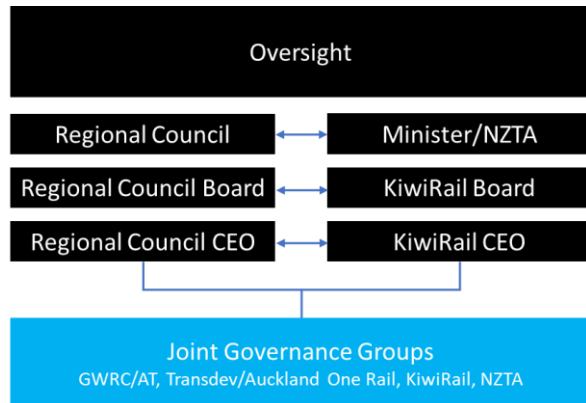 Oversight
Regional Council
Minister/NZTA
Regional Council Board
KiwiRail Board
Regional Council CEO
KiwiRail CEO
Joint Governance Groups
GWRC/AT, Transdev/Auckland One Rail, KiwiRail, NZTA